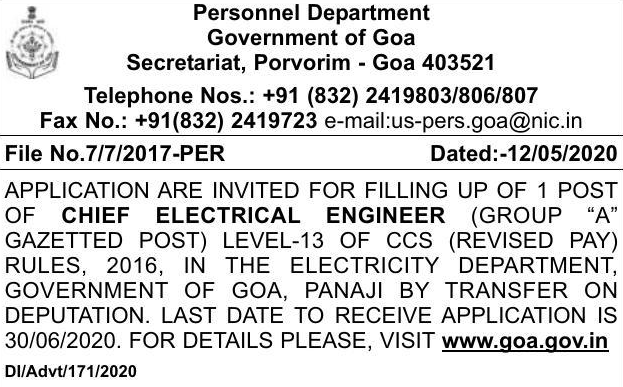 Personnel Department
Government of Goa
Secretariat, Porvorim - Goa 403521
Telephone Nos.: +91 (832) 2419803/806/807
Fax No.: +91(832) 2419723 e-mail:us-pers.goa@nic.in
File No.7/7/2017-PER Dated:-12/05/2020
APPLICATION ARE INVITED FOR FILLING UP OF 1 POST
OF CHIEF ELECTRICAL ENGINEER (GROUP “A”
GAZETTED POST) LEVEL-13 OF CCS (REVISED PAY)
RULES, 2016, IN THE ELECTRICITY DEPARTMENT,
GOVERNMENT OF GOA, PANAJI BY TRANSFER ON
DEPUTATION. LAST DATE TO RECEIVE APPLICATION IS
30/06/2020. FOR DETAILS PLEASE, VISIT www.goa.gov.in
DI/Advt/171/2020